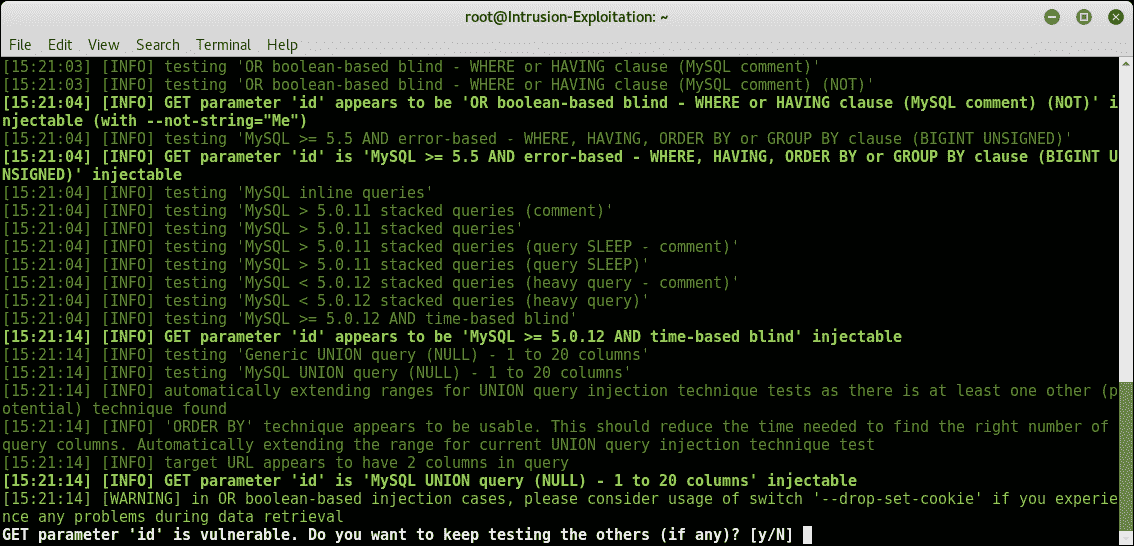 root@Intrusion-Exploitation: ~
File Edit View Search Terminal Help
[15:21:03] [INFO] testing 'OR boolean-based blind - WHERE or HAVING clause (MySQL comment)'
[15:21:03] [INFO] testing 'OR boolean-based blind - WHERE or HAVING clause (MySQL comment) (NOT)'
[15:21:04] [INFO] GET parameter 'id' appears to be 'OR boolean-based blind - WHERE or HAVING clause (MySQL comment) (NOT)' i
njectable (with --not-string="Me")
[15:21:04] [INFO] testing 'MySQL >= 5.5 AND error-based - WHERE, HAVING, ORDER BY or GROUP BY clause (BIGINT UNSIGNED)'
[15:21:04] [INFO] GET parameter 'id' is 'MySQL >= 5.5 AND error-based - WHERE, HAVING, ORDER BY or GROUP BY clause (BIGINT U
NSIGNED)' injectable
[15:21:04] [INFO] testing 'MySQL inline queries'
[15:21:04] [INFO] testing 'MySQL > 5.0.11 stacked queries (comment)'
[15:21:04] [INFO] testing 'MySQL > 5.0.11 stacked queries'
[15:21:04] [INFO] testing 'MySQL > 5.0.11 stacked queries (query SLEEP - comment)'
[15:21:04] [INFO] testing 'MySQL > 5.0.11 stacked queries (query SLEEP)'
[15:21:04] [INFO] testing 'MySQL < 5.0.12 stacked queries (heavy query - comment)'
[15:21:04] [INFO] testing 'MySQL < 5.0.12 stacked queries (heavy query)'
[15:21:04] [INFO] testing 'MySQL >= 5.0.12 AND time-based blind'
[15:21:14] [INFO] GET parameter 'id' appears to be 'MySQL >= 5.0.12 AND time-based blind' injectable
[15:21:14] [INFO] testing 'Generic UNION query (NULL) - 1 to 20 columns'
[15:21:14] [INFO] testing 'MySQL UNION query (NULL) - 1 to 20 columns'
[15:21:14] [INFO] automatically extending ranges for UNION query injection technique tests as there is at least one other (p
otential) technique found
[15:21:14] [INFO] 'ORDER BY' technique appears to be usable. This should reduce the time needed to find the right number of
query columns. Automatically extending the range for current UNION query injection technique test
[15:21:14] [INFO] target URL appears to have 2 columns in query
[15:21:14] [INFO] GET parameter 'id' is 'MySQL UNION query (NULL) - 1 to 20 columns' injectable
[15:21:14] [WARNING] in OR boolean-based injection cases, please consider usage of switch '--drop-set-cookie' if you experie
nce any problems during data retrieval
GET parameter 'id' is vulnerable. Do you want to keep testing the others (if any)? [y/N]